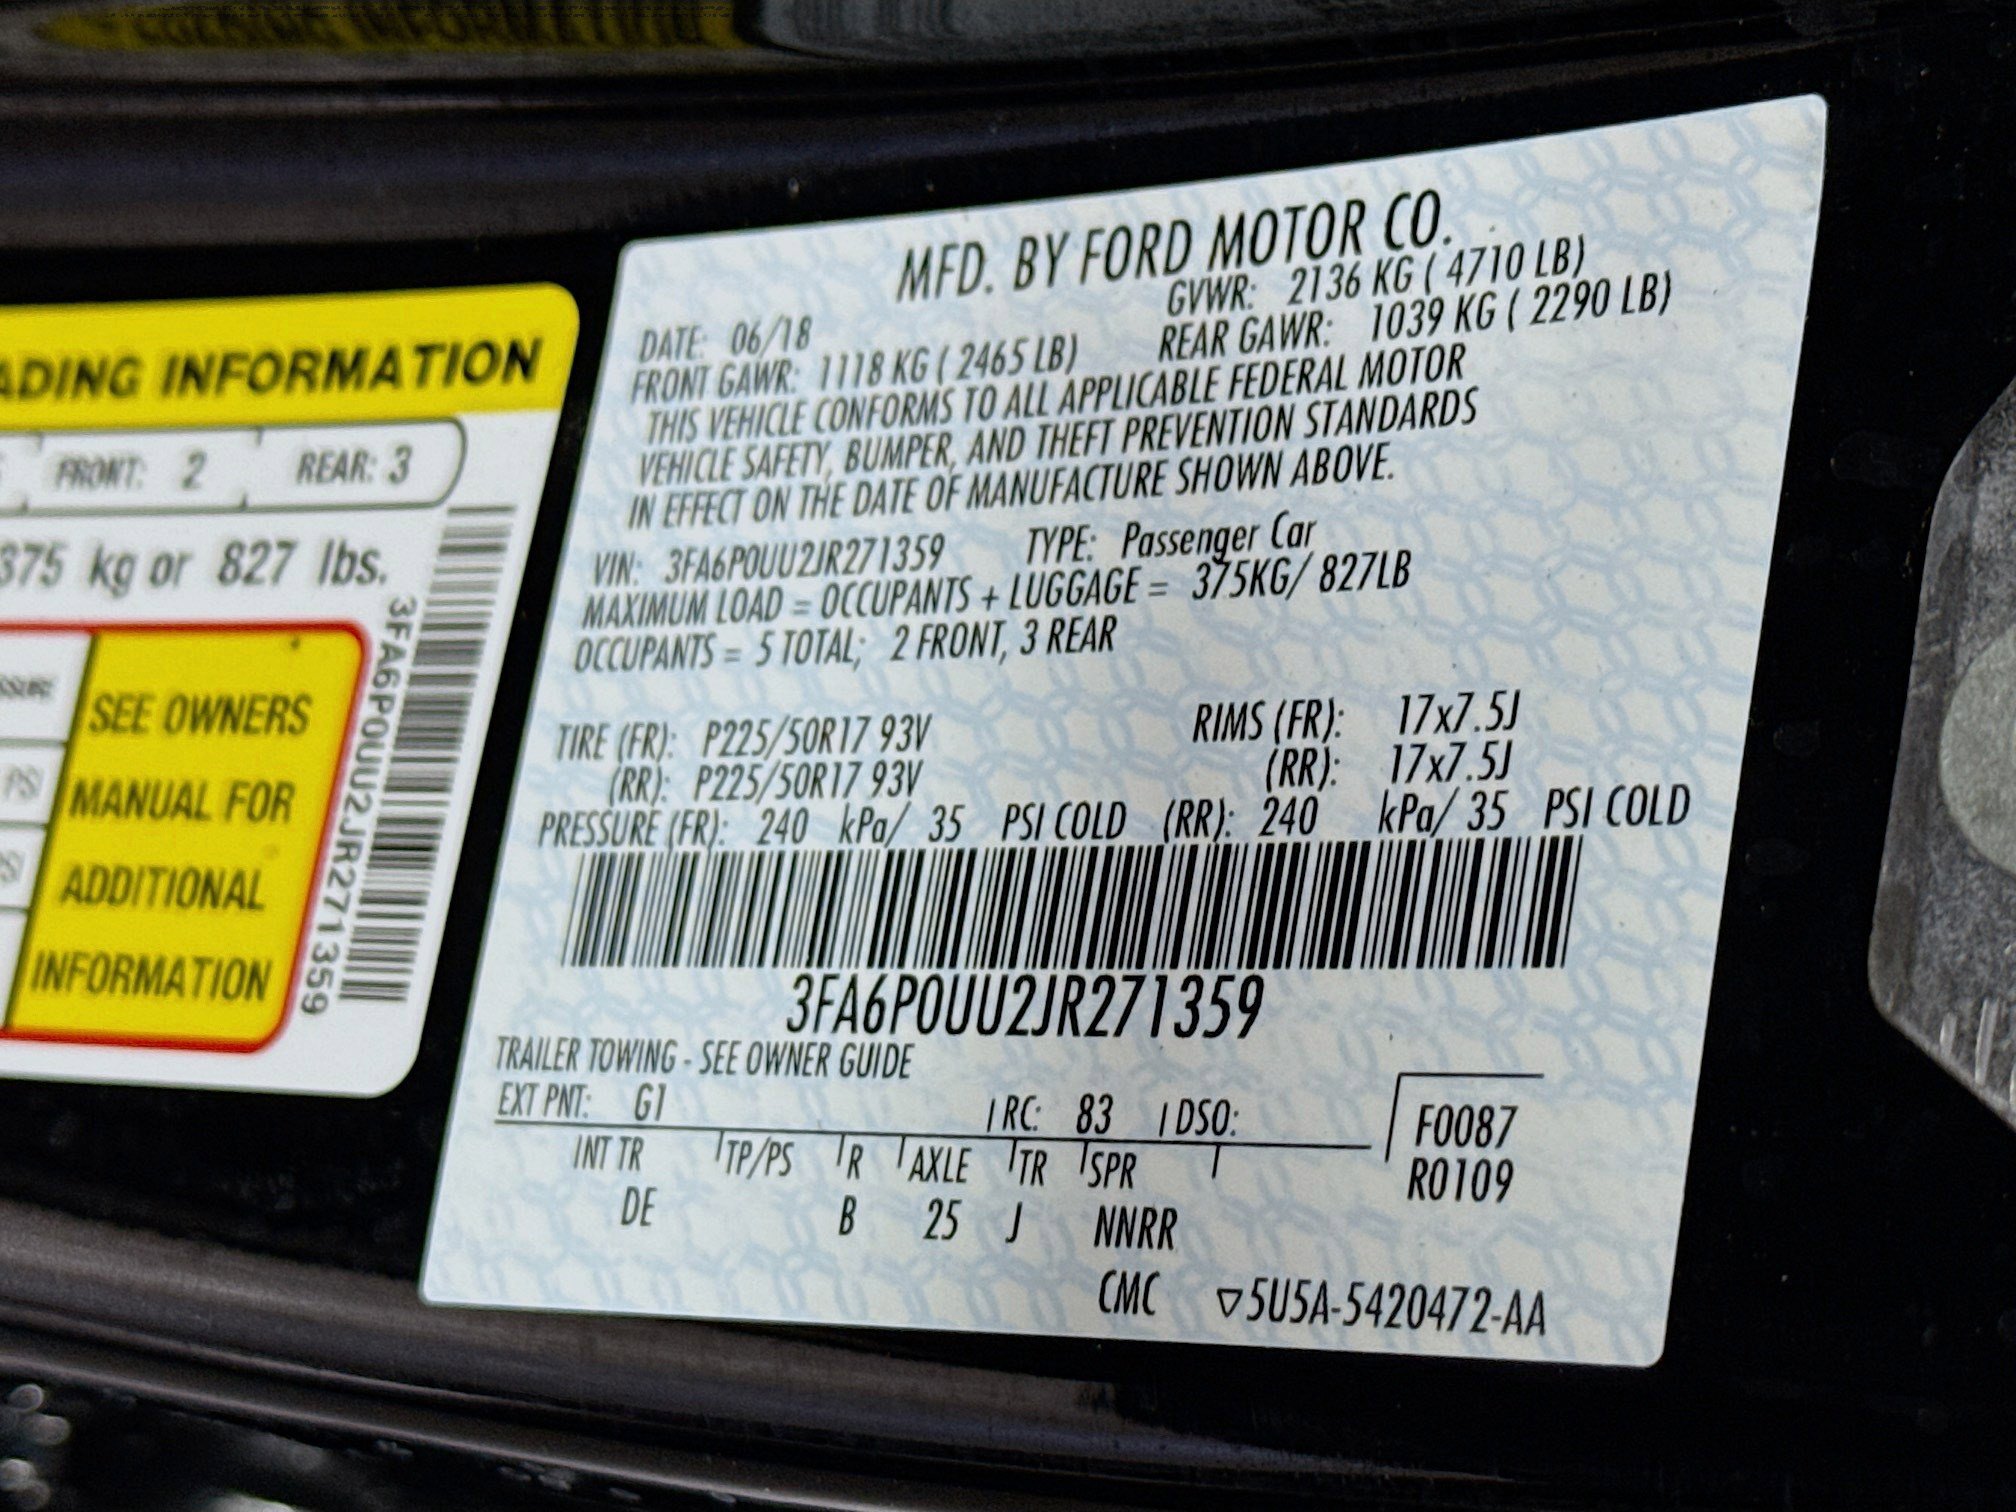 ADING INFORMATION
FRONT: 2 REAR: 3
375 kg or 827 lbs.
SEE OWNERS
MANUAL FOR
ADDITIONAL
INFORMATION
PSI
3FA6P0UU2JR271359
MFD. BY FORD MOTOR CO.
DATE: 06/18 GVWR: 2136 KG ( 4710 LB)
FRONT GAWR: 1118 KG ( 2465 LB) REAR GAWR: 1039 KG ( 2290 LB)
THIS VEHICLE CONFORMS TO ALL APPLICABLE FEDERAL MOTOR
VEHICLE SAFETY, BUMPER, AND THEFT PREVENTION STANDARDS
IN EFFECT ON THE DATE OF MANUFACTURE SHOWN ABOVE.
VIN: 3FA6P0UU2JR271359 TYPE: Passenger Car
MAXIMUM LOAD = OCCUPANTS + LUGGAGE = 375KG/ 827LB
OCCUPANTS = 5 TOTAL; 2 FRONT, 3 REAR
TIRE (FR): P225/50R17 93V RIMS (FR): 17x7.5J
(RR): P225/50R17 93V (RR): 17x7.5J
PRESSURE (FR): 240 kPa/ 35 PSI COLD (RR): 240 kPa/ 35 PSI COLD
3FA6P0UU2JR271359
TRAILER TOWING - SEE OWNER GUIDE
EXT PNT: G1 RC: 83 DSO: F0087
INT TR TP/PS R AXLE TR SPR R0109
DE B 25 J NNRR
CMC ▽5U5A-5420472-AA